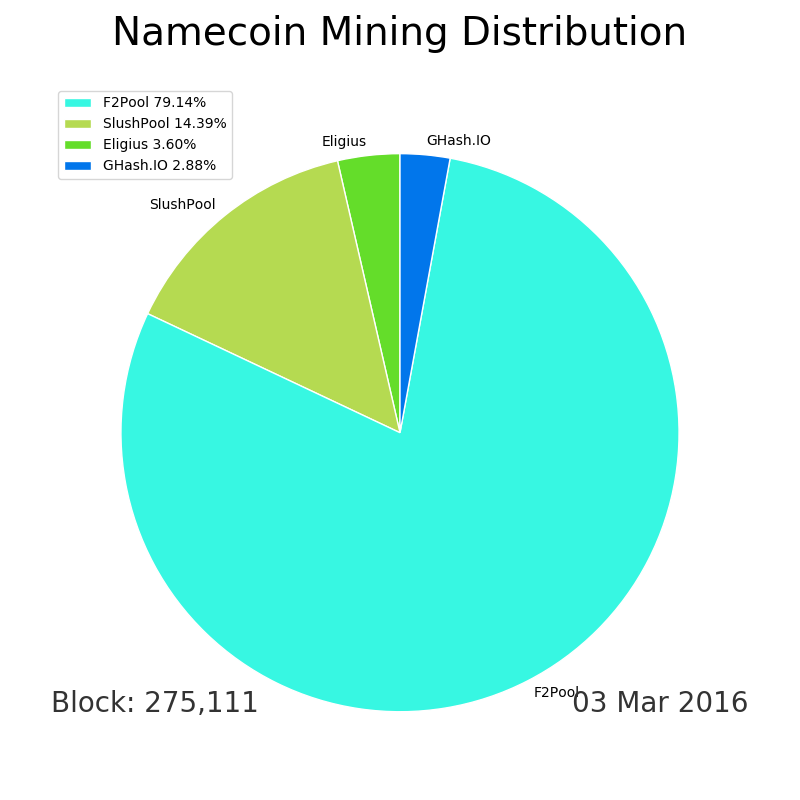 Namecoin Mining Distribution
F2Pool 79.14%
SlushPool 14.39%
Eligius 3.60%
GHash.IO 2.88%
Eligius
GHash.IO
SlushPool
F2Pool
Block: 275,111
03 Mar 2016